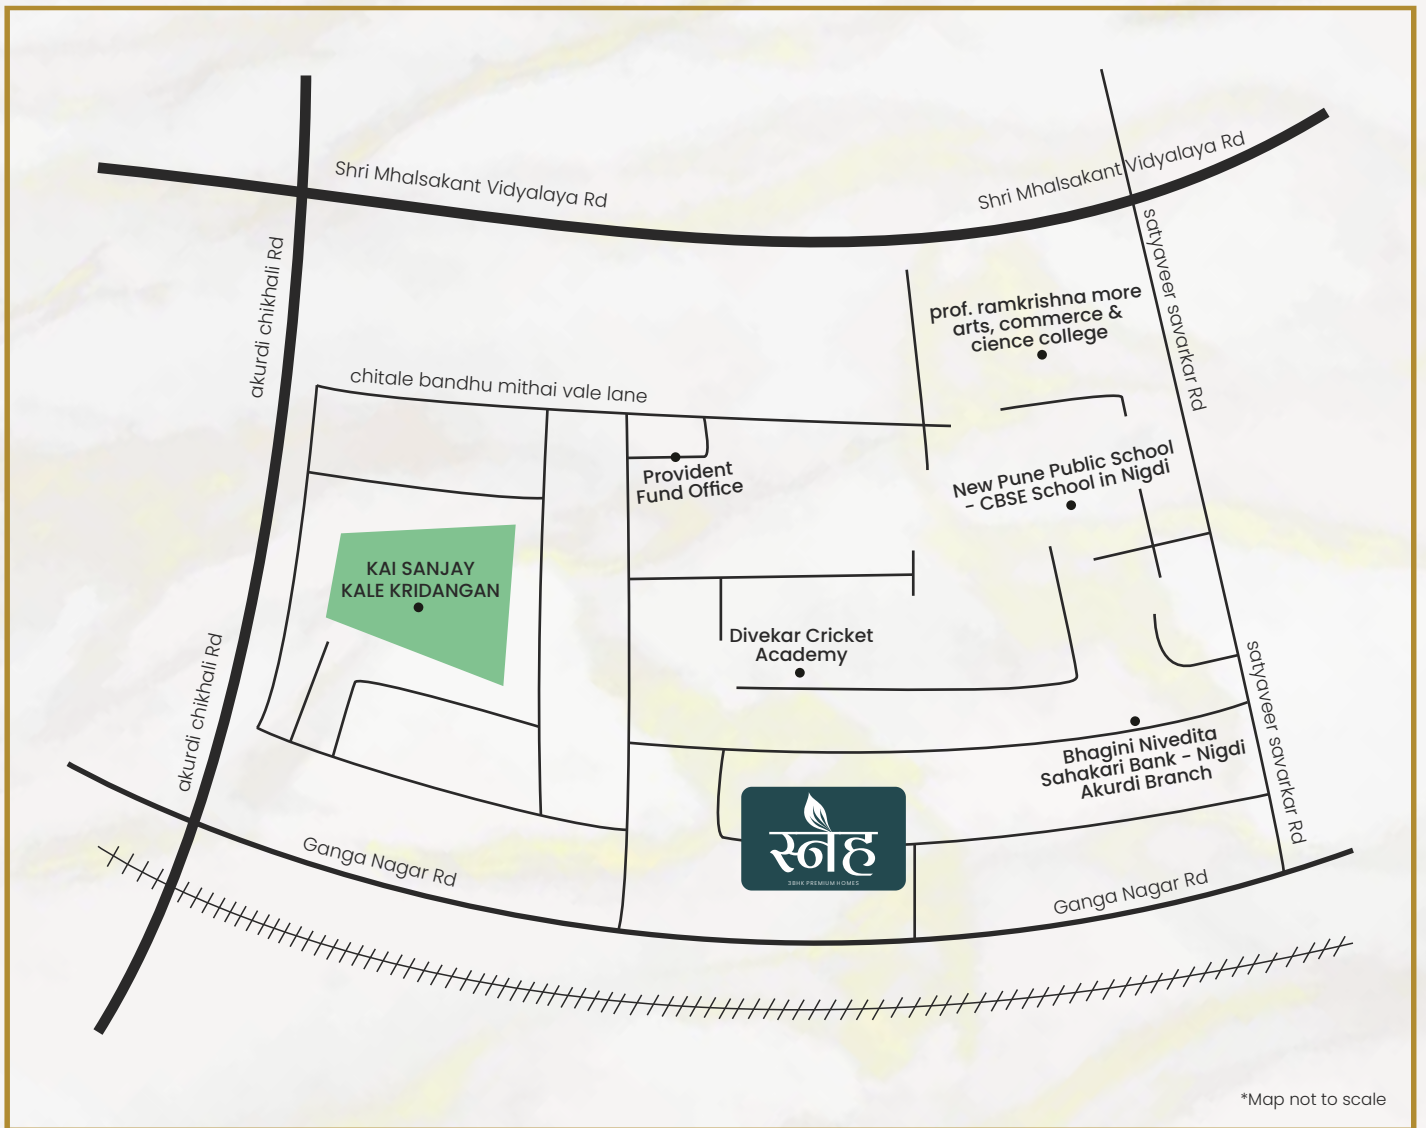 Shri Mhalsakant Vidyalaya Rd
Shri Mhalsakant Vidyalaya Rd
akurdi chikhali Rd
satyaveer savarkar Rd
prof. ramkrishna more
arts, commerce &
cience college
chitale bandhu mithai vale lane
Provident
Fund Office
New Pune Public School
- CBSE School in Nigdi
KAI SANJAY
KALE KRIDANGAN
Divekar Cricket
Academy
akurdi chikhali Rd
satyaveer savarkar Rd
Bhagini Nivedita
Sahakari Bank - Nigdi
Akurdi Branch
स्नेह
3BHK PREMIUM HOMES
Ganga Nagar Rd
Ganga Nagar Rd
*Map not to scale